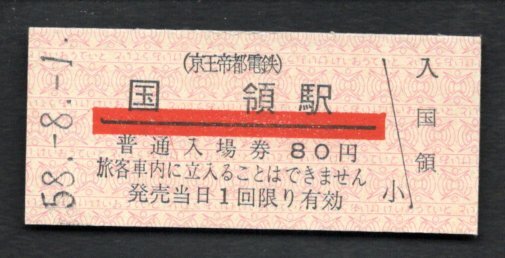 58.-8.-1.
(京王帝都電鉄)
国領駅
普通入場券 80円
旅客車内に立入ることはできません
発売当日1回限り有効
入
国
領
小